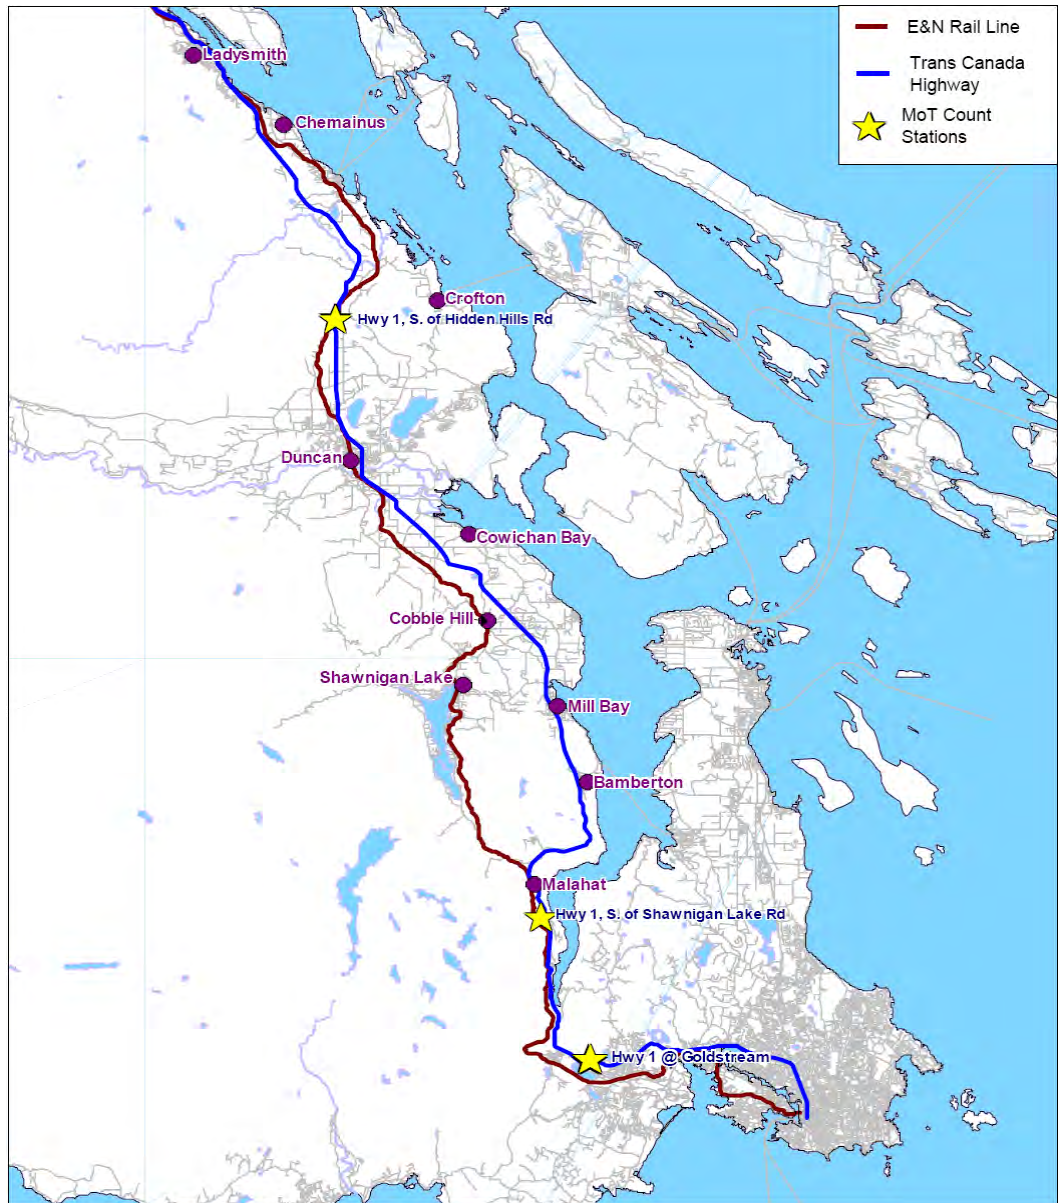 E&N Rail Line
Trans Canada
Highway
MoT Count
Stations
Ladysmith
Chemainus
Crofton
Hwy 1, S. of Hidden Hills Rd
Duncan
Cowichan Bay
Cobble Hill
Shawnigan Lake
Mill Bay
Bamberton
Malahat
Hwy 1, S. of Shawnigan Lake Rd
Hwy 1 @ Goldstream